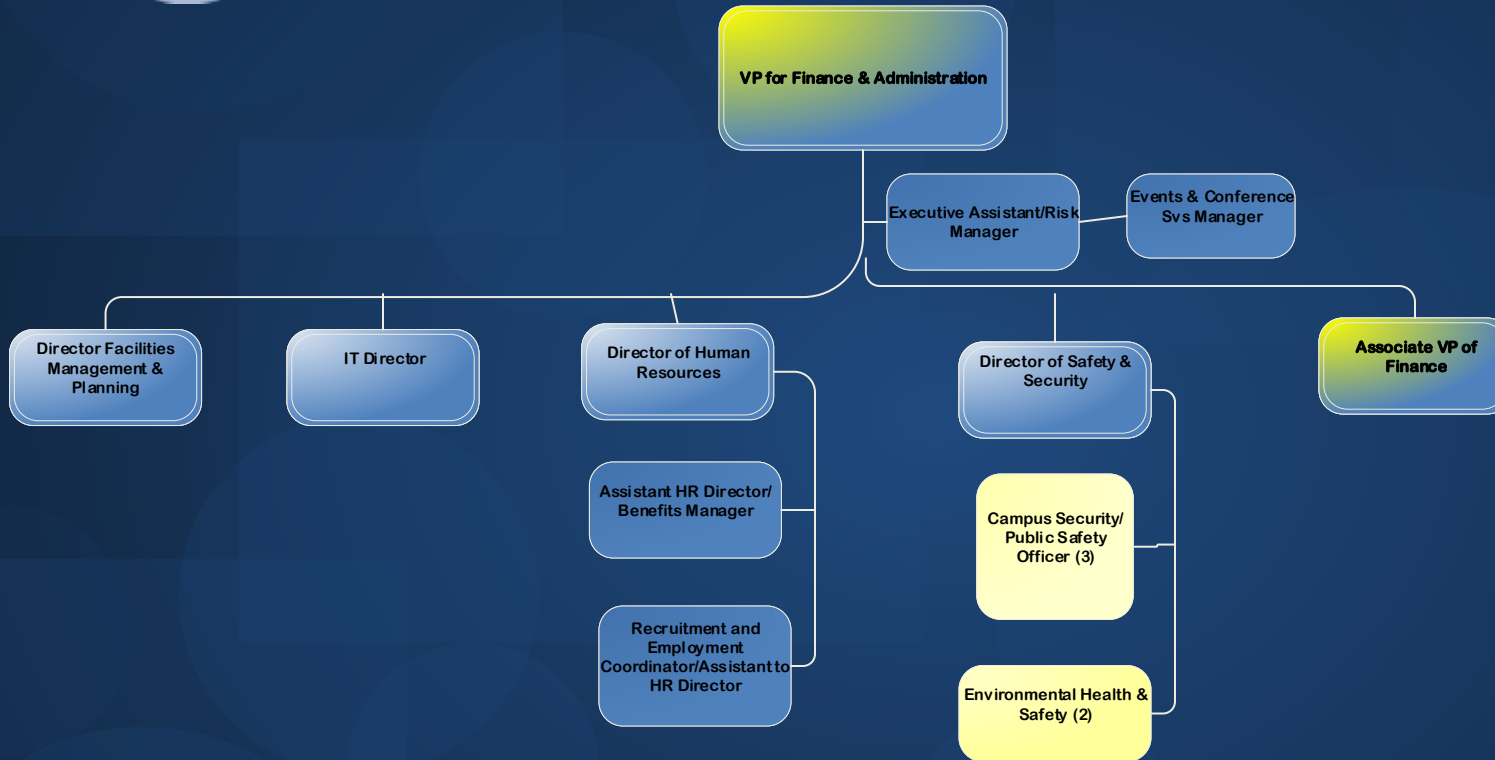 VP for Finance & Administration
Executive Assistant/Risk
Manager
Events & Conference
Svs Manager
Director Facilities
Management &
Planning
IT Director
Director of Human
Resources
Director of Safety &
Security
Associate VP of
Finance
Assistant HR Director/
Benefits Manager
Campus Security/
Public Safety
Officer (3)
Recruitment and
Employment
Coordinator/Assistant to
HR Director
Environmental Health &
Safety (2)